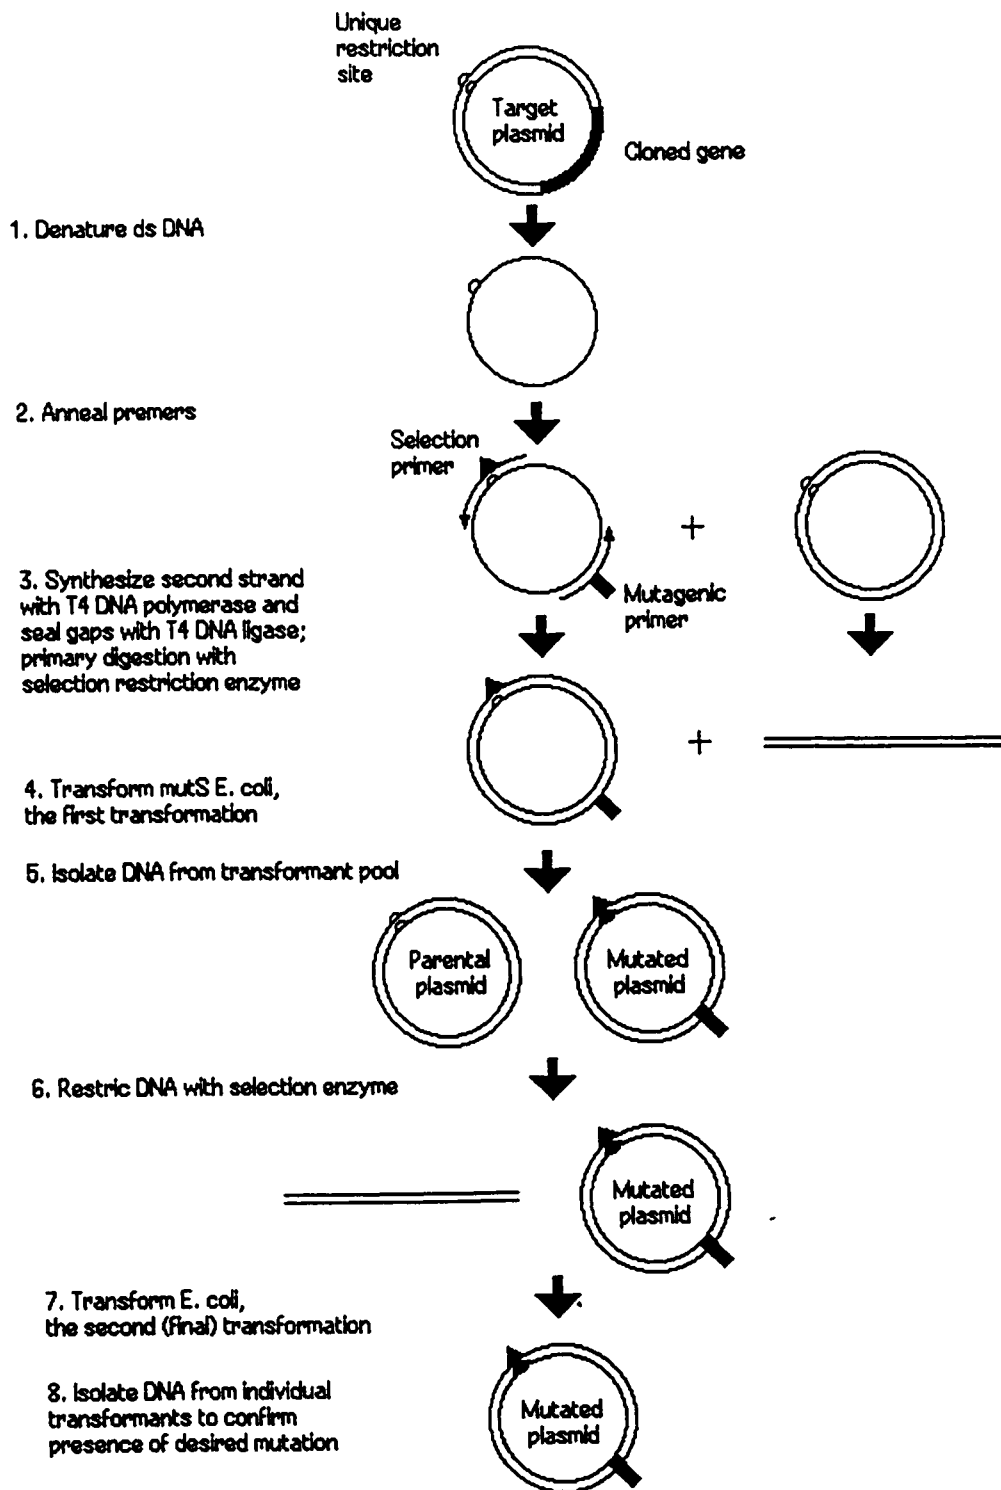 Unique
restriction
site
Target
plasmid
Cloned gene
1. Denature ds DNA
2. Anneal premers
Selection
primer
+
3. Synthesize second strand
with T4 DNA polymerase and
seal gaps with T4 DNA ligase;
primary digestion with
selection restriction enzyme
Mutagenic
primer
+
4. Transform mutS E. coli,
the first transformation
5. Isolate DNA from transformant pool
Parental
plasmid
Mutated
plasmid
6. Restric DNA with selection enzyme
Mutated
plasmid
7. Transform E. coli,
the second (final) transformation
8. Isolate DNA from individual
transformants to confirm
presence of desired mutation
Mutated
plasmid